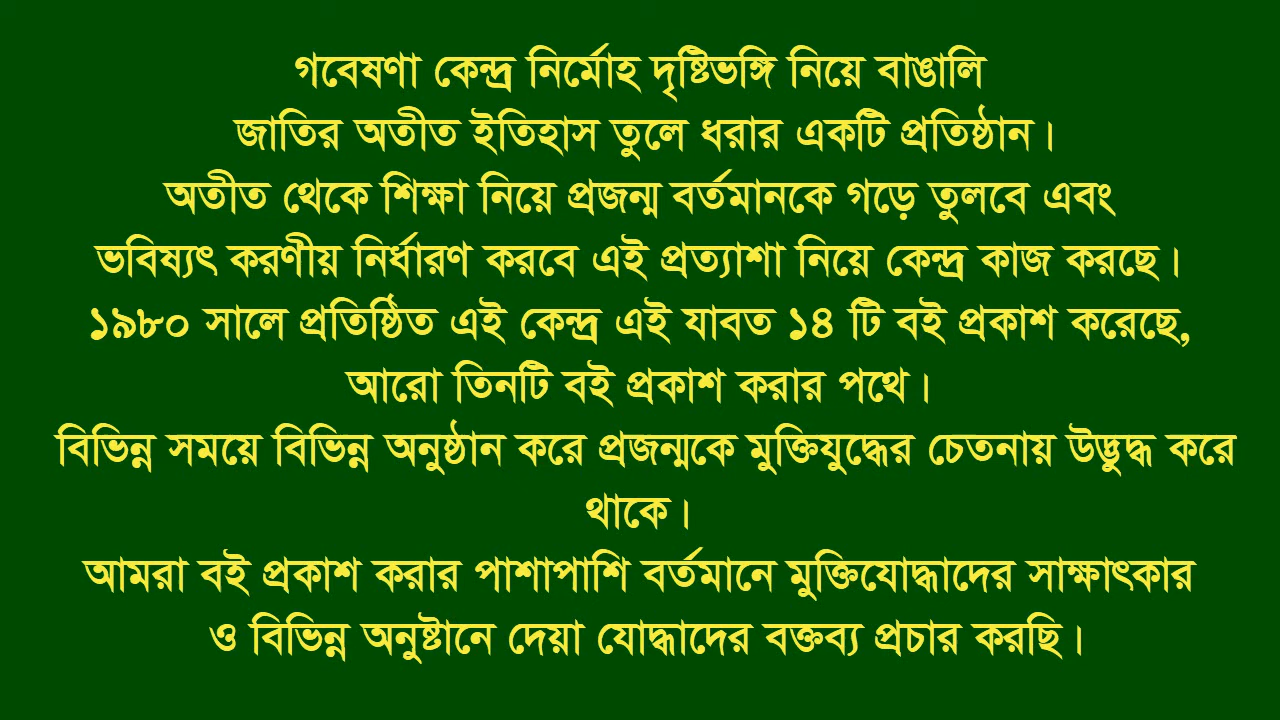 গবেষণা কেন্দ্র নির্মোহ দৃষ্টিভঙ্গি নিয়ে বাঙালি
জাতির অতীত ইতিহাস তুলে ধরার একটি প্রতিষ্ঠান।
অতীত থেকে শিক্ষা নিয়ে প্রজন্ম বর্তমানকে গড়ে তুলবে এবং
ভবিষ্যৎ করণীয় নির্ধারণ করবে এই প্রত্যাশা নিয়ে কেন্দ্র কাজ করছে।
১৯৮০ সালে প্রতিষ্ঠিত এই কেন্দ্র এই যাবত ১৪ টি বই প্রকাশ করেছে,
আরো তিনটি বই প্রকাশ করার পথে।
বিভিন্ন সময়ে বিভিন্ন অনুষ্ঠান করে প্রজন্মকে মুক্তিযুদ্ধের চেতনায় উদ্ভুদ্ধ করে
থাকে।
আমরা বই প্রকাশ করার পাশাপাশি বর্তমানে মুক্তিযোদ্ধাদের সাক্ষাৎকার
ও বিভিন্ন অনুষ্টানে দেয়া যোদ্ধাদের বক্তব্য প্রচার করছি।